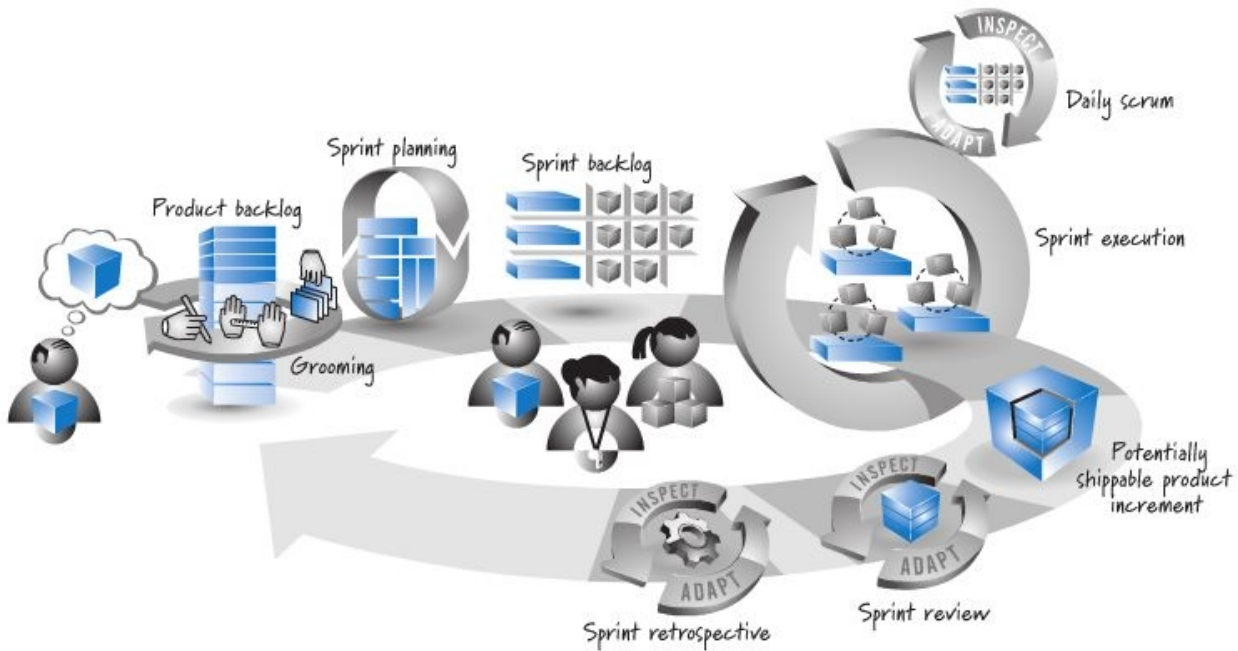 INSPECT
ADAPT
Daily scrum
Sprint planning
Sprint backlog
Product backlog
Sprint execution
Grooming
Potentially
shippable product
increment
INSPECT
ADAPT
Sprint review
INSPECT
ADAPT
Sprint retrospective